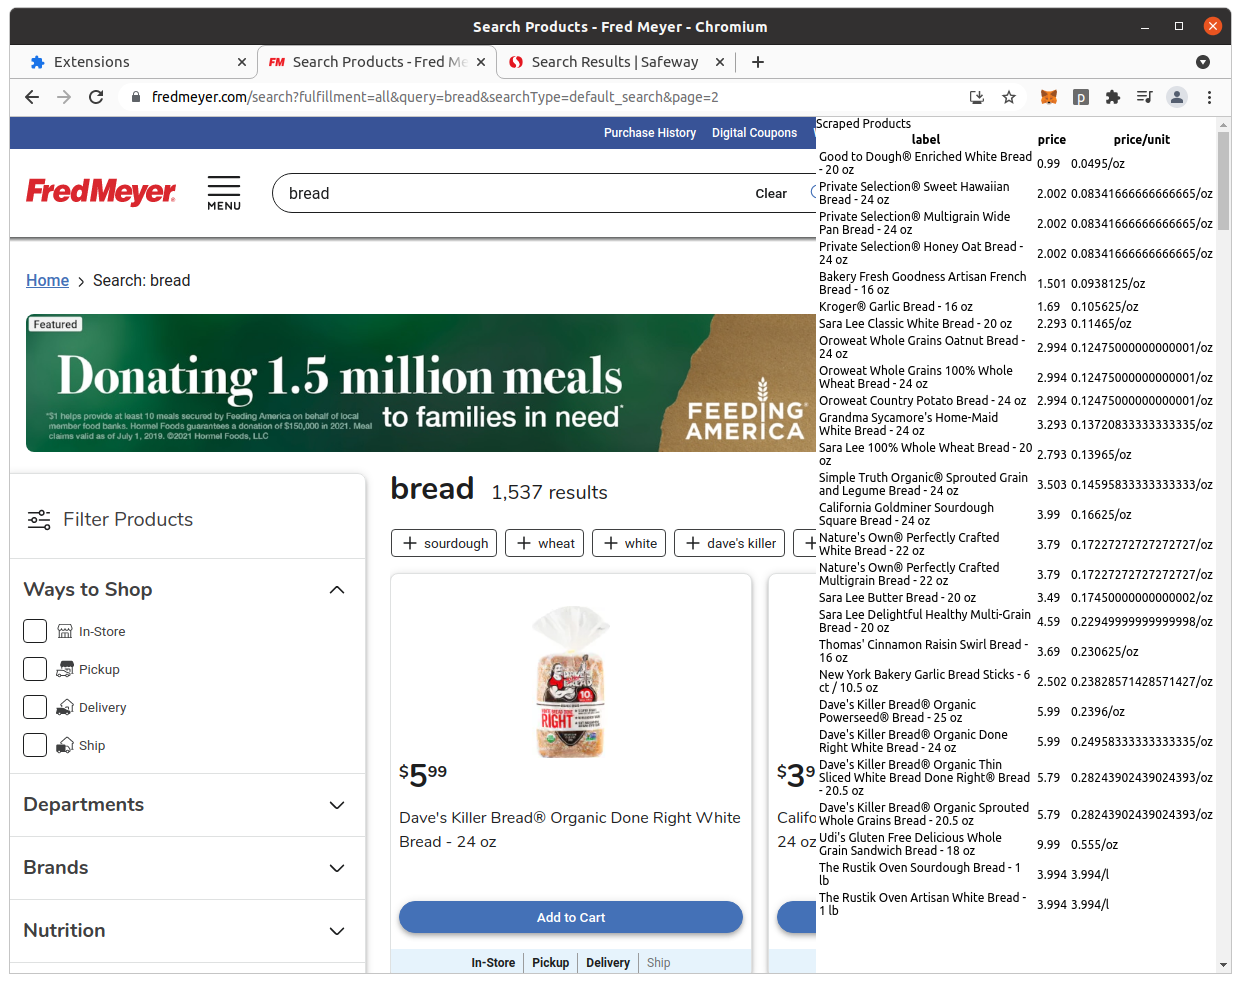 Search Products - Fred Meyer - Chromium
Extensions
Search Products - Fred Me
Search Results | Safeway
fredmeyer.com/search?fulfillment=all&query=bread&searchType=default_search&page=2
Purchase History
Digital Coupons
Fred Meyer
MENU
bread
Clear
Home
Search: bread
Featured
Donating 1.5 million meals
to families in need*
*$1 helps provide at least 10 meals secured by Feeding America on behalf of local
member food banks. Hormel Foods guarantees a donation of $150,000 in 2021. Meal
claims valid as of July 1, 2019. ©2021 Hormel Foods, LLC
FEEDING
AMERICA
Filter Products
Ways to Shop
In-Store
Pickup
Delivery
Ship
Departments
Brands
Nutrition
bread 1,537 results
+ sourdough
+ wheat
+ white
+ dave's killer
+
$5 99
Dave's Killer Bread® Organic Done Right White
Bread - 24 oz
Add to Cart
In-Store
Pickup
Delivery
Ship
$3 9
Califo
24 oz
Scraped Products
label price price/unit
Good to Dough® Enriched White Bread
- 20 oz 0.99 0.0495/oz
Private Selection® Sweet Hawaiian
Bread - 24 oz 2.002 0.08341666666666665/oz
Private Selection® Multigrain Wide
Pan Bread - 24 oz 2.002 0.08341666666666665/oz
Private Selection® Honey Oat Bread -
24 oz 2.002 0.08341666666666665/oz
Bakery Fresh Goodness Artisan French
Bread - 16 oz 1.501 0.0938125/oz
Kroger® Garlic Bread - 16 oz 1.69 0.105625/oz
Sara Lee Classic White Bread - 20 oz 2.293 0.11465/oz
Oroweat Whole Grains Oatnut Bread -
24 oz 2.994 0.12475000000000001/oz
Oroweat Whole Grains 100% Whole
Wheat Bread - 24 oz 2.994 0.12475000000000001/oz
Oroweat Country Potato Bread - 24 oz 2.994 0.12475000000000001/oz
Grandma Sycamore's Home-Maid
White Bread - 24 oz 3.293 0.13720833333333335/oz
Sara Lee 100% Whole Wheat Bread - 20
oz 2.793 0.13965/oz
Simple Truth Organic® Sprouted Grain
and Legume Bread - 24 oz 3.503 0.14595833333333333/oz
California Goldminer Sourdough
Square Bread - 24 oz 3.99 0.16625/oz
Nature's Own® Perfectly Crafted
White Bread - 22 oz 3.79 0.17227272727272727/oz
Nature's Own® Perfectly Crafted
Multigrain Bread - 22 oz 3.79 0.17227272727272727/oz
Sara Lee Butter Bread - 20 oz 3.49 0.17450000000000002/oz
Sara Lee Delightful Healthy Multi-Grain
Bread - 20 oz 4.59 0.22949999999999998/oz
Thomas' Cinnamon Raisin Swirl Bread -
16 oz 3.69 0.230625/oz
New York Bakery Garlic Bread Sticks - 6
ct / 10.5 oz 2.502 0.23828571428571427/oz
Dave's Killer Bread® Organic
Powerseed® Bread - 25 oz 5.99 0.2396/oz
Dave's Killer Bread® Organic Done
Right White Bread - 24 oz 5.99 0.24958333333333335/oz
Dave's Killer Bread® Organic Thin
Sliced White Bread Done Right® Bread
- 20.5 oz 5.79 0.28243902439024393/oz
Dave's Killer Bread® Organic Sprouted
Whole Grains Bread - 20.5 oz 5.79 0.28243902439024393/oz
Udi's Gluten Free Delicious Whole
Grain Sandwich Bread - 18 oz 9.99 0.555/oz
The Rustik Oven Sourdough Bread - 1
lb 3.994 3.994/l
The Rustik Oven Artisan White Bread -
1 lb 3.994 3.994/l